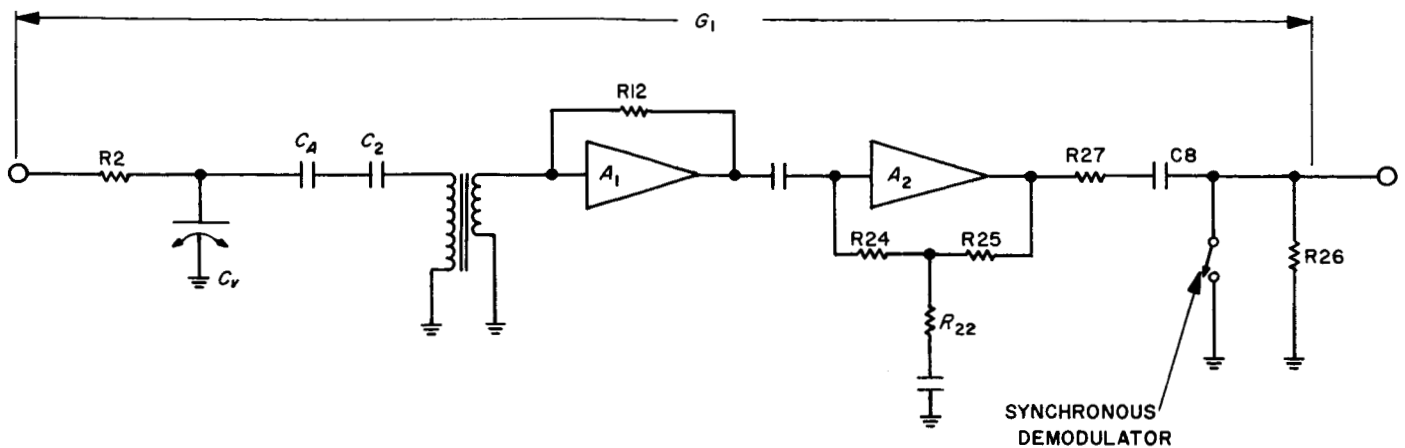 G1
R12
R2
CA
C2
A1
A2
R27
C8
R24
R25
R26
Cv
R22
SYNCHRONOUS
DEMODULATOR